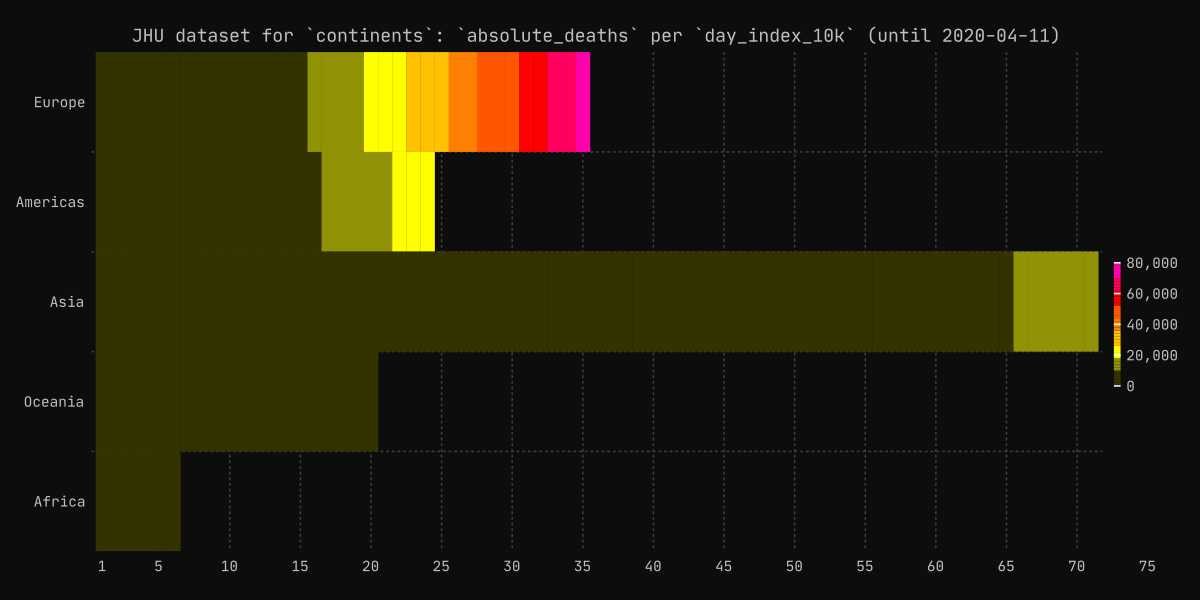 JHU dataset for `continents`: `absolute_deaths` per `day_index_10k` (until 2020-04-11)
Europe
Americas
Asia
Oceania
Africa
80,000
60,000
40,000
20,000
0
1 5 10 15 20 25 30 35 40 45 50 55 60 65 70 75